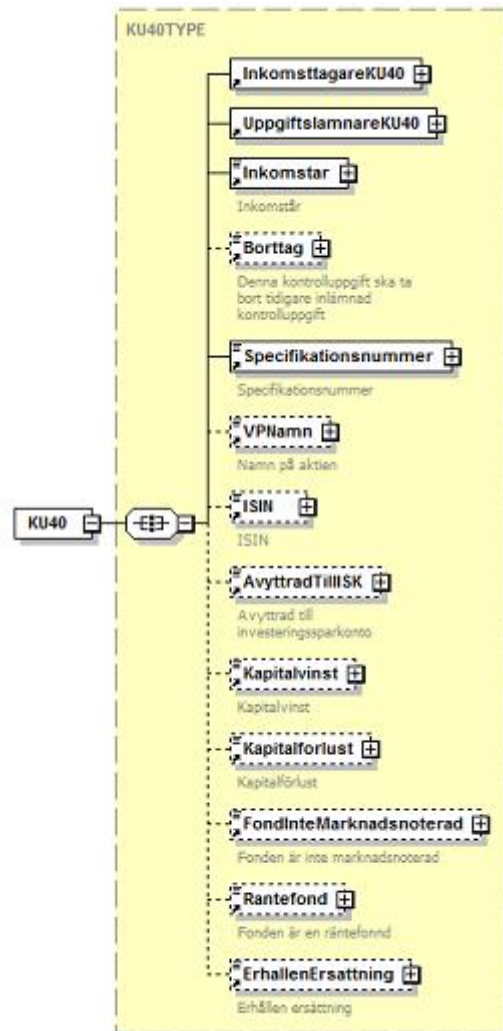 KU40TYPE
InkomsttagareKU40
UppgiftslamnareKU40
Inkomstar
Inkomstår
Borttag
Denna kontrolluppgift ska ta
bort tidigare inlämnad
kontrolluppgift
Specifikationsnummer
Specifikationsnummer
VPNamn
Namn på aktien
KU40
ISIN
ISIN
AvyttradTillISK
Avyttrad till
investeringssparkonto
Kapitalvinst
Kapitalvinst
Kapitalforlust
Kapitalförlust
FondInteMarknadsnoterad
Fonden är inte marknadsnoterad
Rantefond
Fonden är en räntefonnd
ErhallenErsattning
Erhållen ersättning